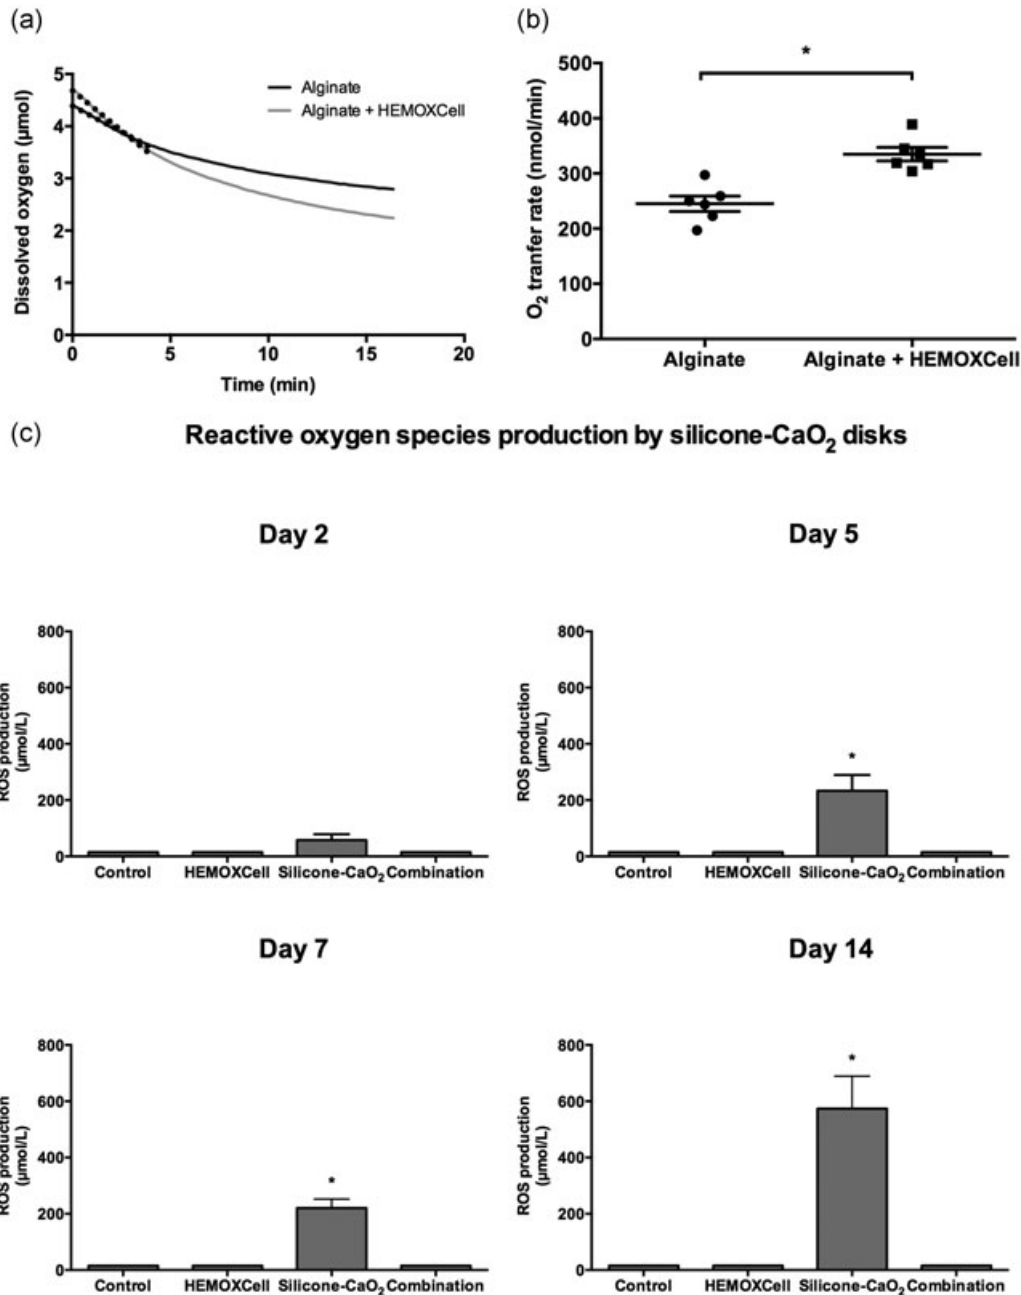 (a)
Dissolved oxygen (µmol)
5
4
3
2
1
0
Alginate
Alginate + HEMOXCell
0 5 10 15 20
Time (min)
(b)
*
O2 tranfer rate (nmol/min)
500
400
300
200
100
0
Alginate Alginate + HEMOXCell
(c) Reactive oxygen species production by silicone-CaO2 disks
Day 2
ROS production
(µmol/L)
800
600
400
200
0
Control HEMOXCell Silicone-CaO2 Combination
Day 5
ROS production
(µmol/L)
800
600
400
200
0
*
Control HEMOXCell Silicone-CaO2 Combination
Day 7
ROS production
(µmol/L)
800
600
400
200
0
*
Control HEMOXCell Silicone-CaO2 Combination
Day 14
ROS production
(µmol/L)
800
600
400
200
0
*
Control HEMOXCell Silicone-CaO2 Combination